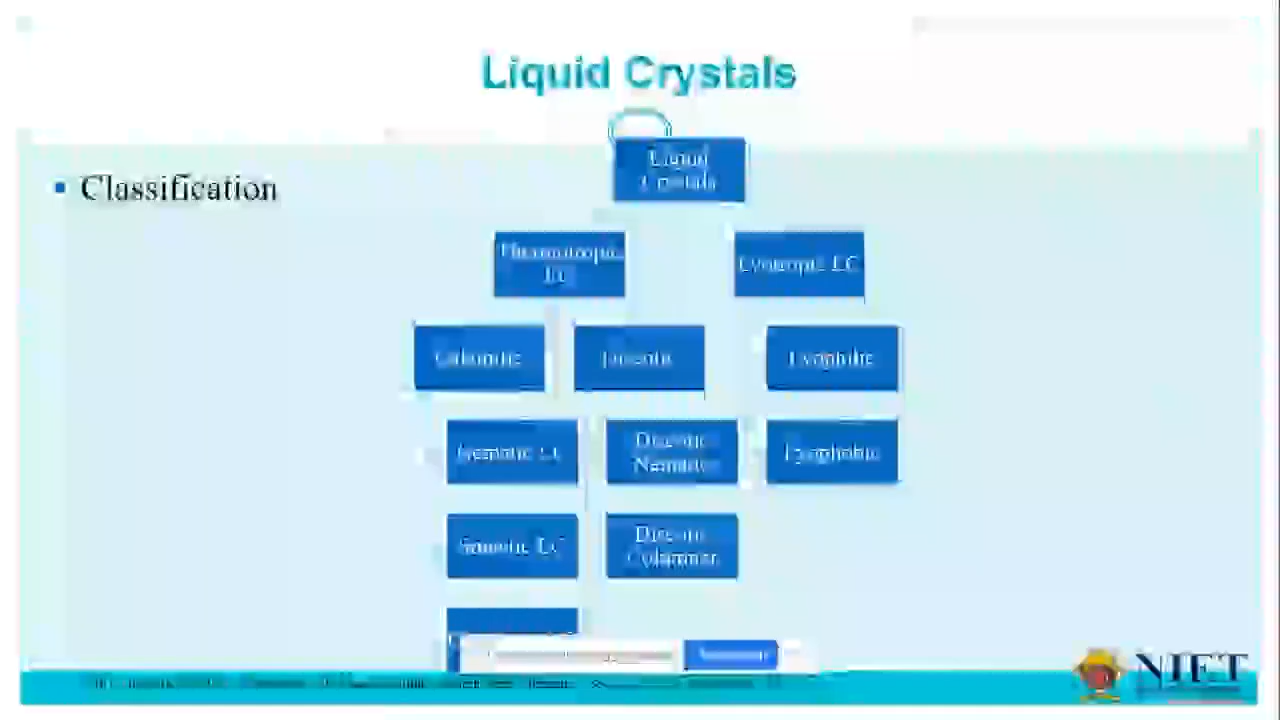 Liquid Crystals
Liquid
Crystals
• Classification
Thermotropic
LC
Lyotropic LC
Calamitic
Discotic
Lyophilic
Nematic LC
Discotic
Nematic
Lyophobic
Smectic LC
Discotic
Columnar
NIET